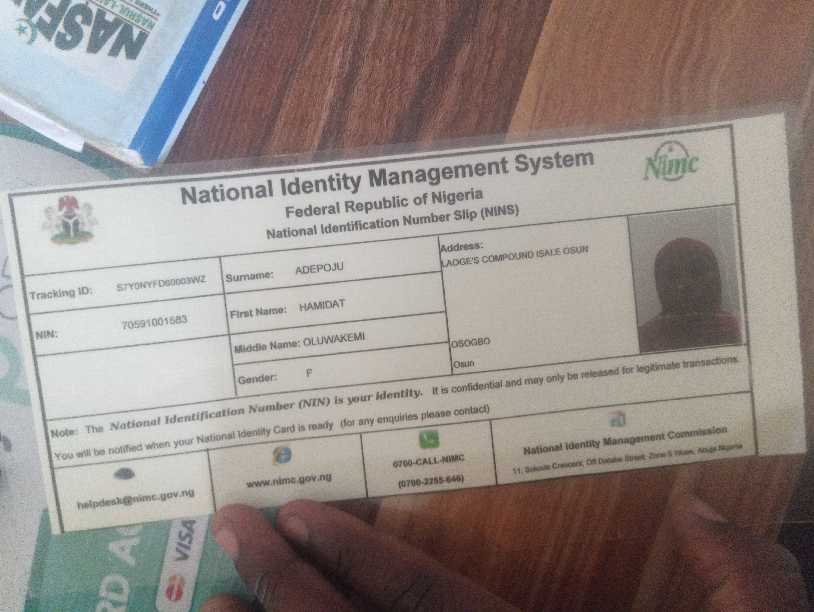 NASFA
NASRUL-LA
National Identity Management System
Federal Republic of Nigeria
National Identification Number Slip (NINS)
Nimc
Tracking ID: S7Y0NYFD60003WZ
Surname: ADEPOJU
Address:
LAOGE'S COMPOUND ISALE OSUN
NIN: 70591001583
First Name: HAMIDAT
Middle Name: OLUWAKEMI
OSOGBO
Gender: F
Osun
Note: The National Identification Number (NIN) is your identity. It is confidential and may only be released for legitimate transactions.
You will be notified when your National Identity Card is ready (for any enquiries please contact)
helpdesk@nimc.gov.ng
www.nimc.gov.ng
0700-CALL-NIMC
(0700-2255-646)
National Identity Management Commission
11, Sokode Crescent, Off Dalaba Street, Zone 5 Wuse, Abuja Nigeria
VISA